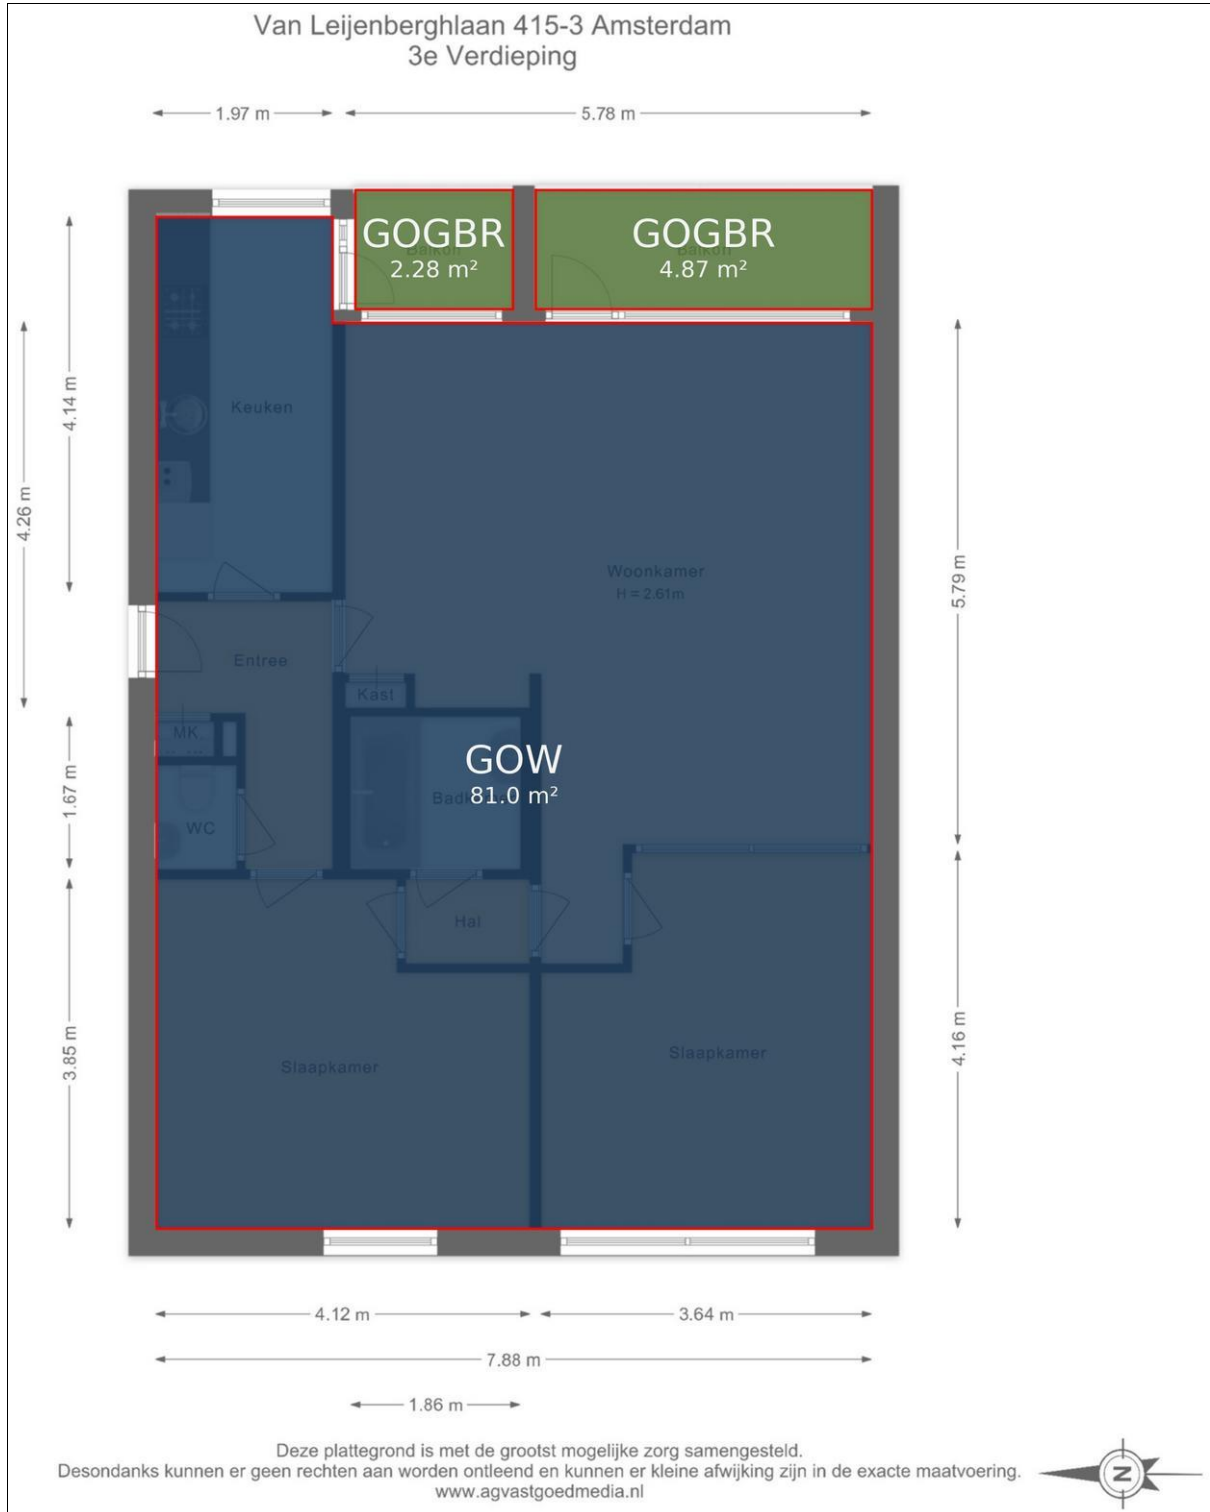 Van Leijenberghlaan 415-3 Amsterdam
3e Verdieping
1.97 m
5.78 m
GOGBR
2.28 m²
GOGBR
4.87 m²
Balkon
Balkon
4.14 m
4.26 m
Keuken
Woonkamer
H = 2.61m
5.79 m
Entree
Kast
MK
GOW
81.0 m²
1.67 m
WC
Hal
3.85 m
4.16 m
Slaapkamer
Slaapkamer
4.12 m
3.64 m
7.88 m
1.86 m
Deze plattegrond is met de grootst mogelijke zorg samengesteld.
Desondanks kunnen er geen rechten aan worden ontleend en kunnen er kleine afwijking zijn in de exacte maatvoering.
www.agvastgoedmedia.nl
N